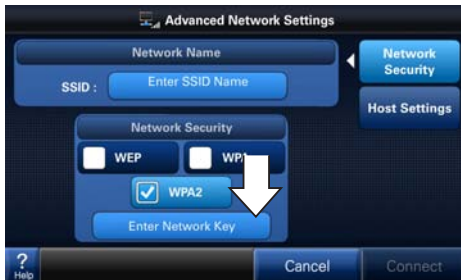 Advanced Network Settings
Network Name
SSID :
Enter SSID Name
Network Security
WEP
Network Security
Host Settings
WPA2
Enter Network Key
?
Help
Cancel
Connect